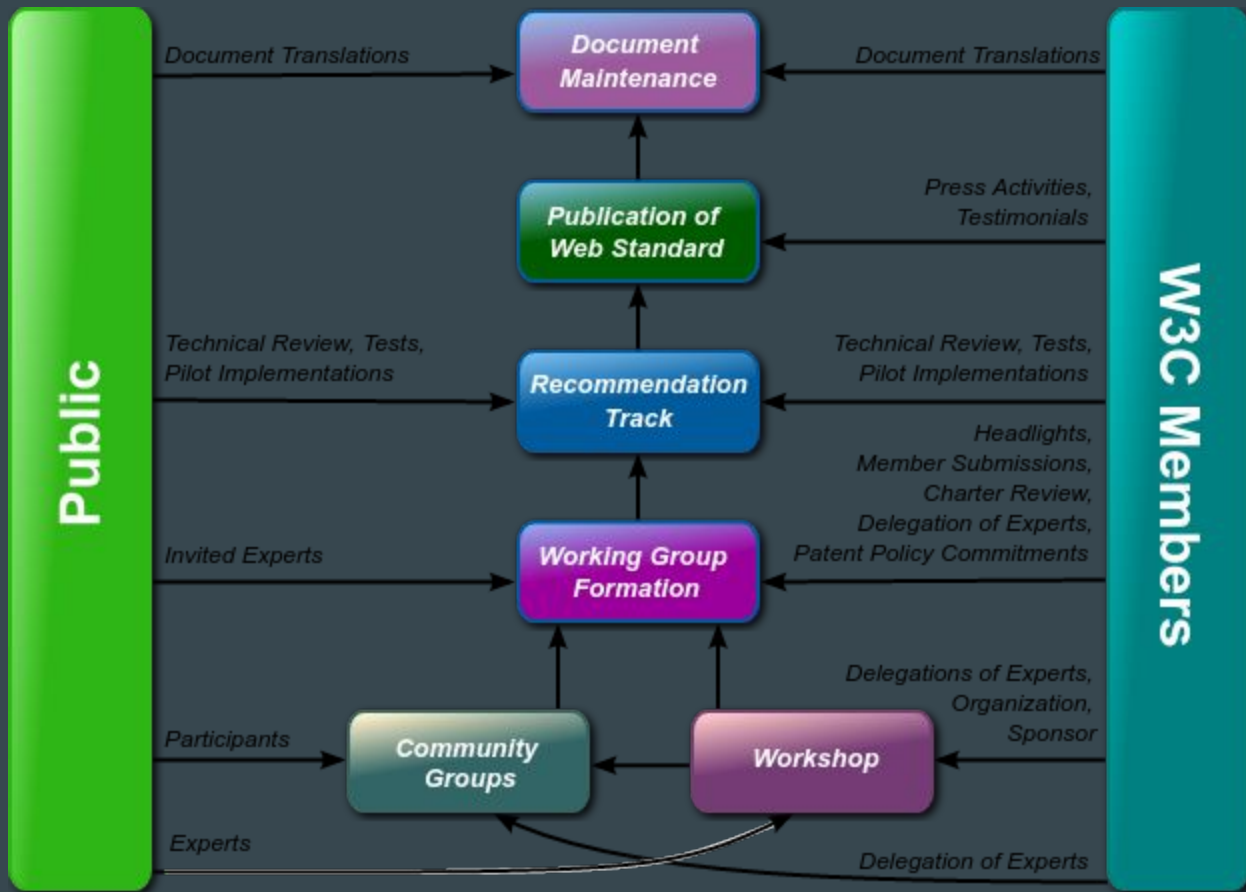 Document Translations
Document
Maintenance
Document Translations
Publication of
Web Standard
Press Activities,
Testimonials
Public
Technical Review, Tests,
Pilot Implementations
Recommendation
Track
Technical Review, Tests,
Pilot Implementations
W3C Members
Invited Experts
Working Group
Formation
Headlights,
Member Submissions,
Charter Review,
Delegation of Experts,
Patent Policy Commitments
Participants
Community
Groups
Workshop
Delegations of Experts,
Organization,
Sponsor
Experts
Delegation of Experts